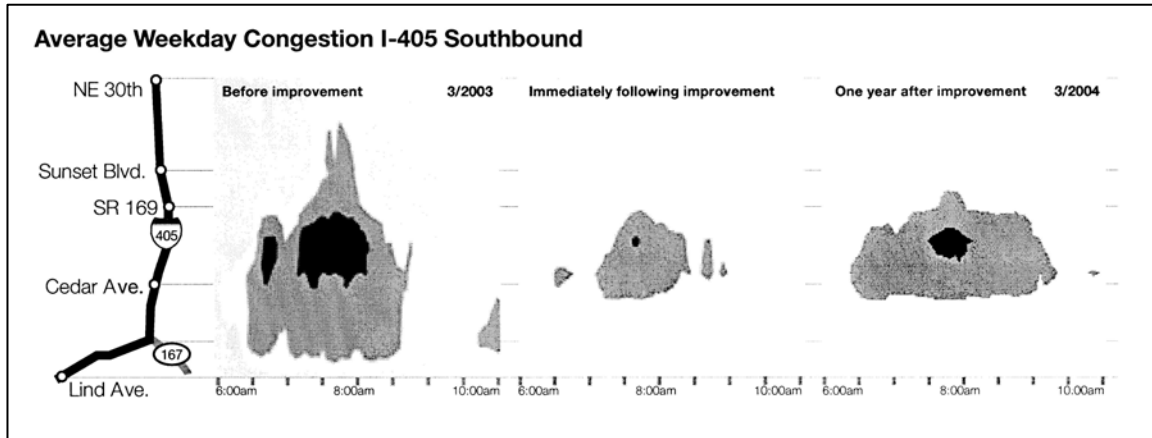 Average Weekday Congestion I-405 Southbound
NE 30th
Sunset Blvd.
SR 169
405
Cedar Ave.
167
Lind Ave.
Before improvement 3/2003
6:00am 8:00am 10:00am
Immediately following improvement
6:00am 8:00am 10:00am
One year after improvement 3/2004
6:00am 8:00am 10.00am